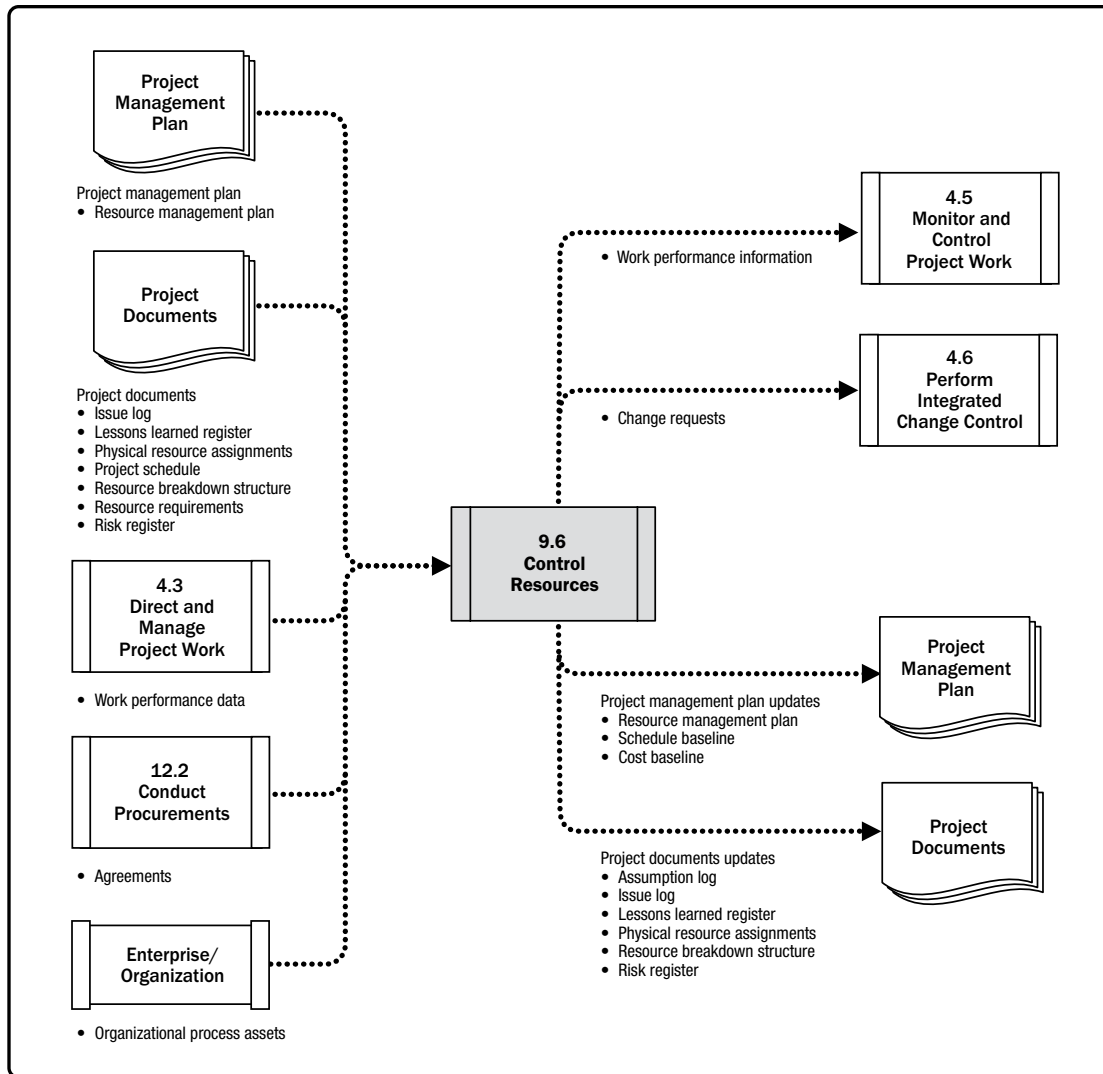 Project
Management
Plan
Project management plan
• Resource management plan
Project
Documents
Project documents
• Issue log
• Lessons learned register
• Physical resource assignments
• Project schedule
• Resource breakdown structure
• Resource requirements
• Risk register
4.3
Direct and
Manage
Project Work
• Work performance data
12.2
Conduct
Procurements
• Agreements
Enterprise/
Organization
• Organizational process assets
9.6
Control
Resources
• Work performance information
4.5
Monitor and
Control
Project Work
• Change requests
4.6
Perform
Integrated
Change Control
Project management plan updates
• Resource management plan
• Schedule baseline
• Cost baseline
Project
Management
Plan
Project documents updates
• Assumption log
• Issue log
• Lessons learned register
• Physical resource assignments
• Resource breakdown structure
• Risk register
Project
Documents